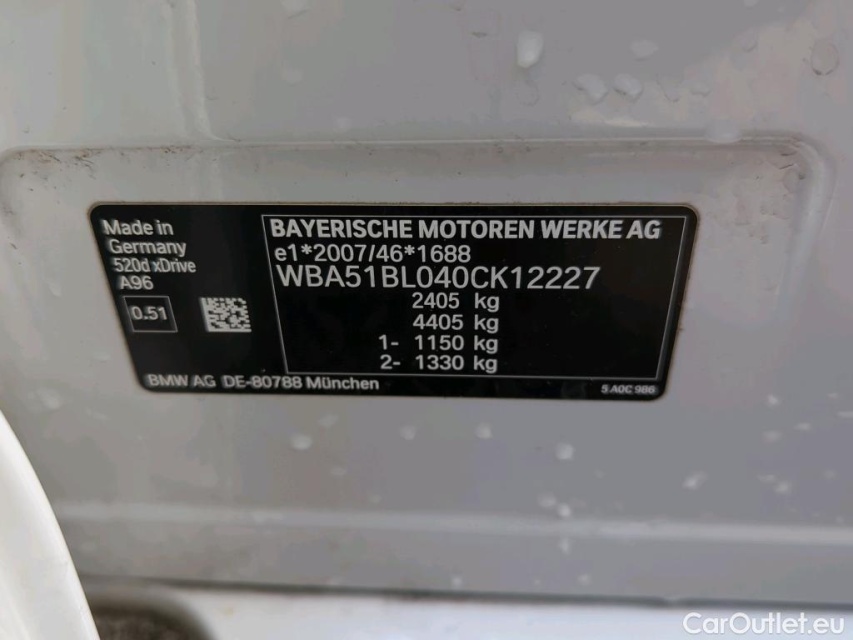 Made in
Germany
520d xDrive
A96
0.51
BAYERISCHE MOTOREN WERKE AG
e1*2007/46*1688
WBA51BL040CK12227
2405 kg
4405 kg
1- 1150 kg
2- 1330 kg
BMW AG DE-80788 München
5 A0C 986
CarOutlet.eu